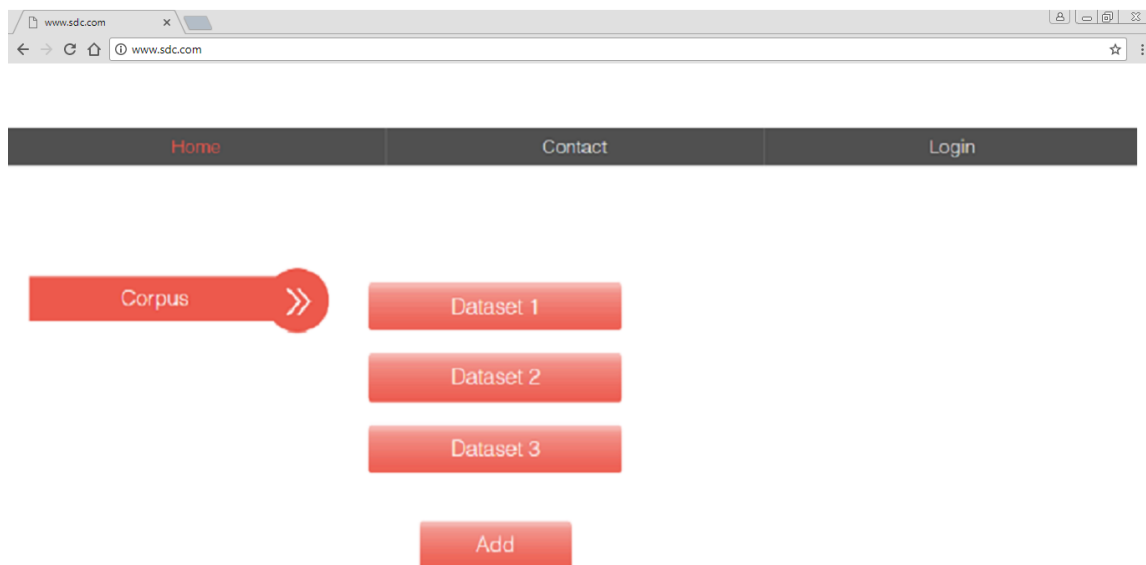 www.sdc.com
www.sdc.com
Home Contact Login
Corpus
Dataset 1
Dataset 2
Dataset 3
Add